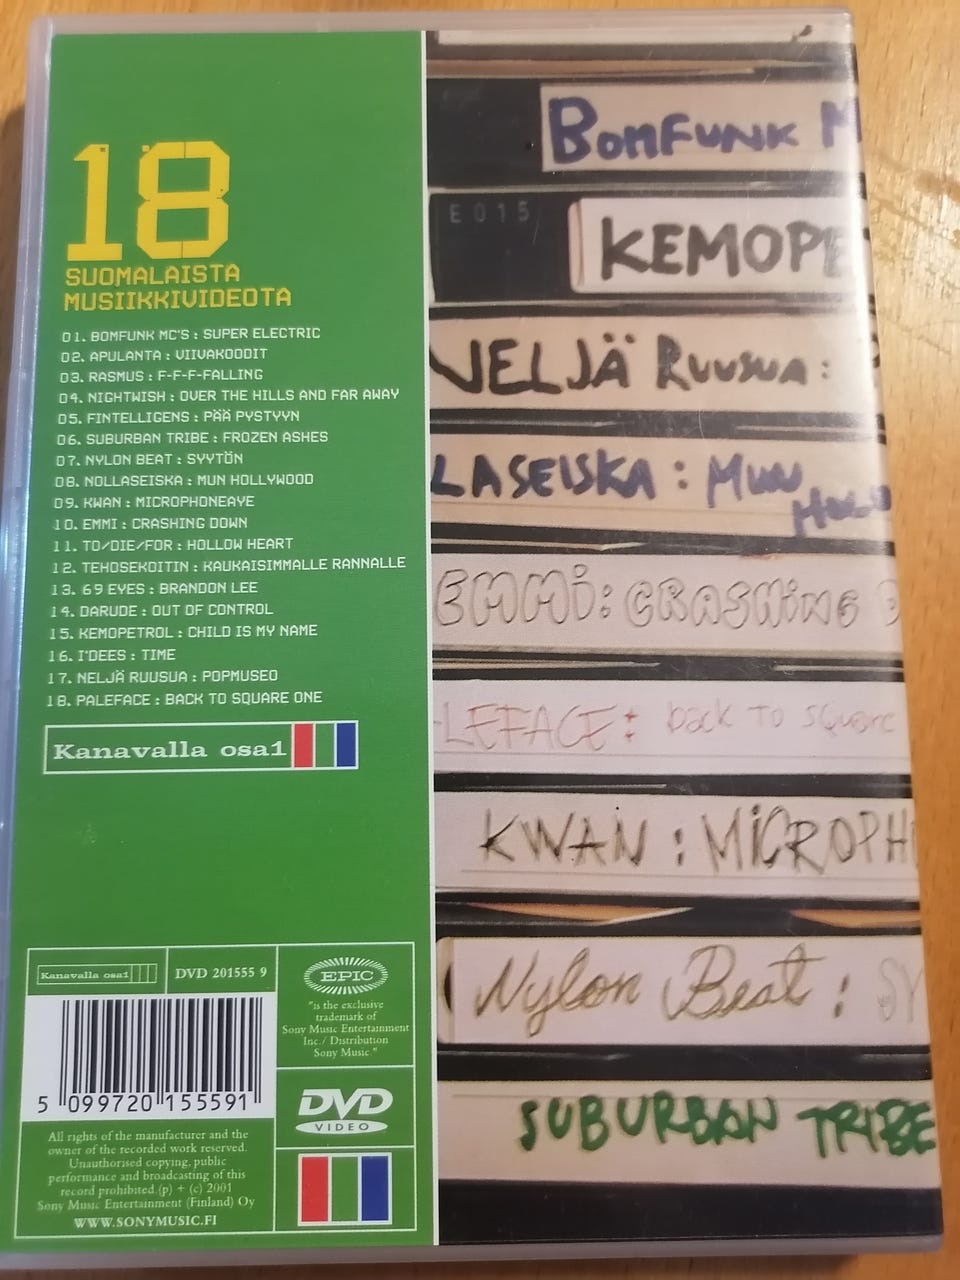 18
SUOMALAISTA
MUSIIKKIVIDEOTA
01. BOMFUNK MC'S : SUPER ELECTRIC
02. APULANTA : VIIVAKOODIT
03. RASMUS : F-F-F-FALLING
04. NIGHTWISH : OVER THE HILLS AND FAR AWAY
05. FINTELLIGENS : PÄÄ PYSTYYN
06. SUBURBAN TRIBE : FROZEN ASHES
07. NYLON BEAT : SYYTÖN
08. NOLLASEISKA : MUN HOLLYWOOD
09. KWAN : MICROPHONEAYE
10. EMMI : CRASHING DOWN
11. TO/DIE/FOR : HOLLOW HEART
12. TEHOSEKOITIN : KAUKAISIMMALLE RANNALLE
13. 69 EYES : BRANDON LEE
14. DARUDE : OUT OF CONTROL
15. KEMOPETROL : CHILD IS MY NAME
16. I'DEES : TIME
17. NELJÄ RUUSUA : POPMUSEO
18. PALEFACE : BACK TO SQUARE ONE
Kanavalla osa1
Kanavalla osa1
DVD 201555 9
5 099720 155591
All rights of the manufacturer and the
owner of the recorded work reserved.
Unauthorised copying, public
performance and broadcasting of this
record prohibited.(p) + (c) 2001
Sony Music Entertainment (Finland) Oy
WWW.SONYMUSIC.FI
EPIC
"is the exclusive
trademark of
Sony Music Entertainment
Inc./ Distribution
Sony Music"
DVD
VIDEO
BOMFUNK M
E015
KEMOPE
NELJÄ RUUSUA :
LASEISKA : MUN
HOLLO
EMMI: CRASHING D
LEFACE: back to square
KWAN : MICROPH
Nylon Beat : SY
SUBURBAN TRIBE